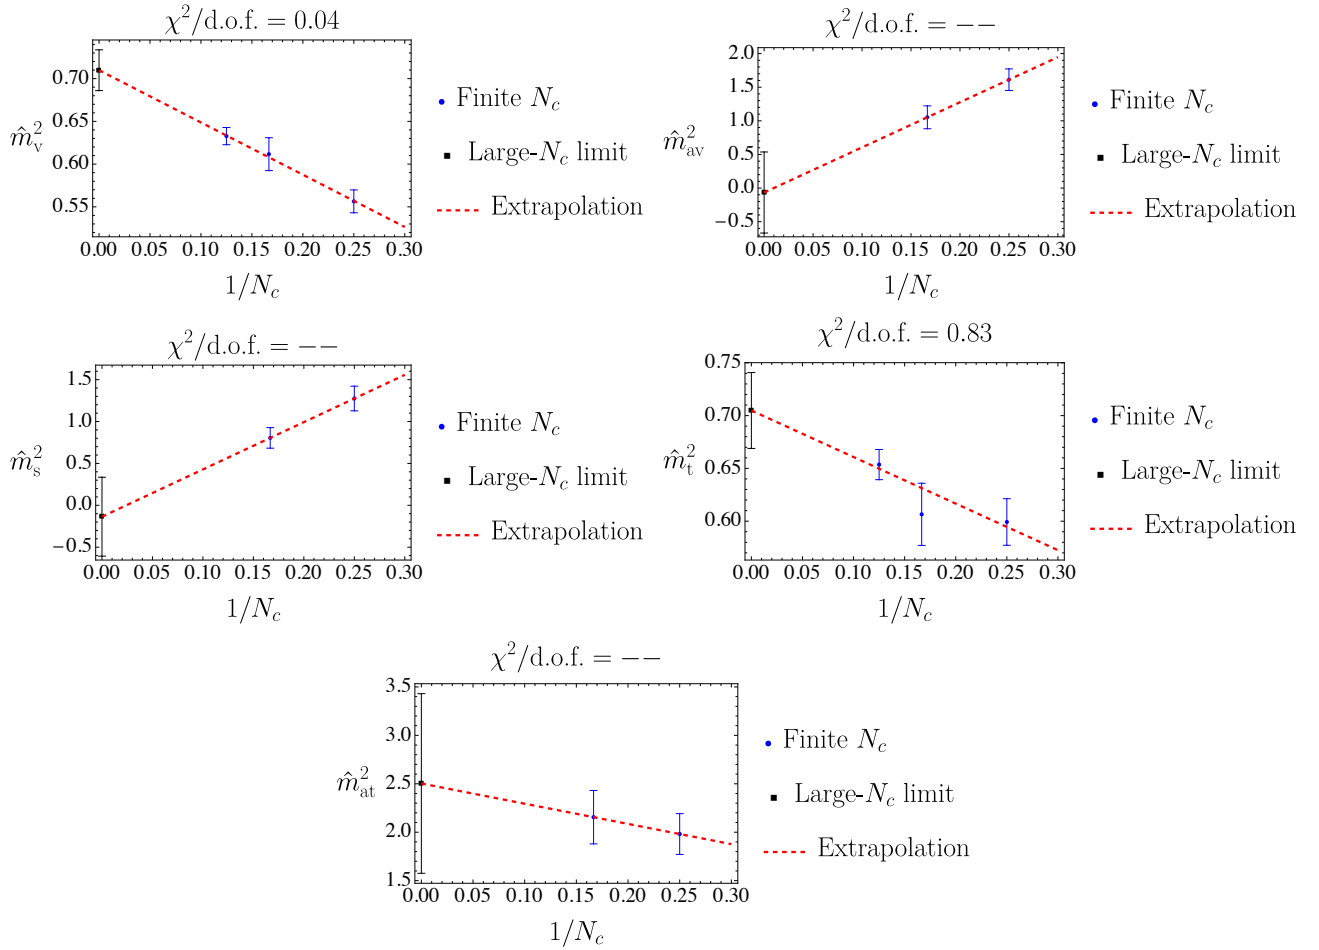 χ²/d.o.f. = 0.04
0.70
0.65
0.60
0.55
m̂²ᵥ
0.00 0.05 0.10 0.15 0.20 0.25 0.30
1/N_c
Finite N_c
Large-N_c limit
Extrapolation
χ²/d.o.f. = −−
2.0
1.5
1.0
0.5
0.0
−0.5
m̂²_av
0.00 0.05 0.10 0.15 0.20 0.25 0.30
1/N_c
Finite N_c
Large-N_c limit
Extrapolation
χ²/d.o.f. = −−
1.5
1.0
0.5
0.0
−0.5
m̂²_s
0.00 0.05 0.10 0.15 0.20 0.25 0.30
1/N_c
Finite N_c
Large-N_c limit
Extrapolation
χ²/d.o.f. = 0.83
0.75
0.70
0.65
0.60
m̂²_t
0.00 0.05 0.10 0.15 0.20 0.25 0.30
1/N_c
Finite N_c
Large-N_c limit
Extrapolation
χ²/d.o.f. = −−
3.5
3.0
2.5
2.0
1.5
m̂²_at
0.00 0.05 0.10 0.15 0.20 0.25 0.30
1/N_c
Finite N_c
Large-N_c limit
Extrapolation